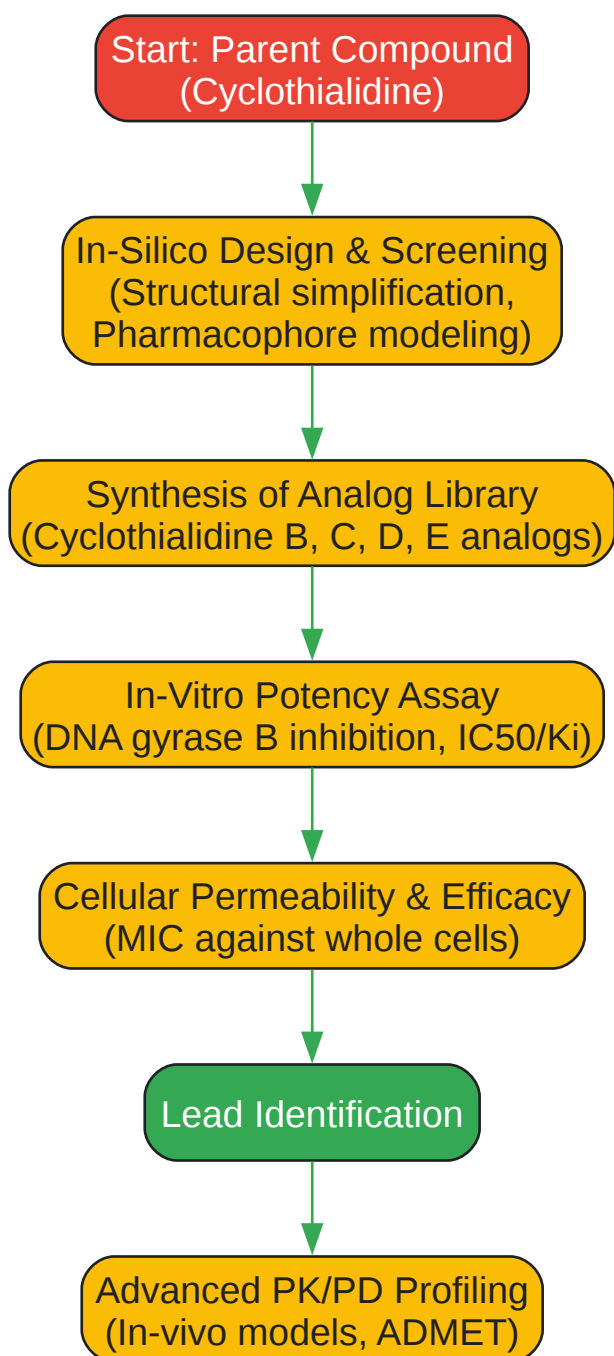 Start: Parent Compound
(Cyclothialidine)
In-Silico Design & Screening
(Structural simplification,
Pharmacophore modeling)
Synthesis of Analog Library
(Cyclothialidine B, C, D, E analogs)
In-Vitro Potency Assay
(DNA gyrase B inhibition, IC50/Ki)
Cellular Permeability & Efficacy
(MIC against whole cells)
Lead Identification
Advanced PK/PD Profiling
(In-vivo models, ADMET)